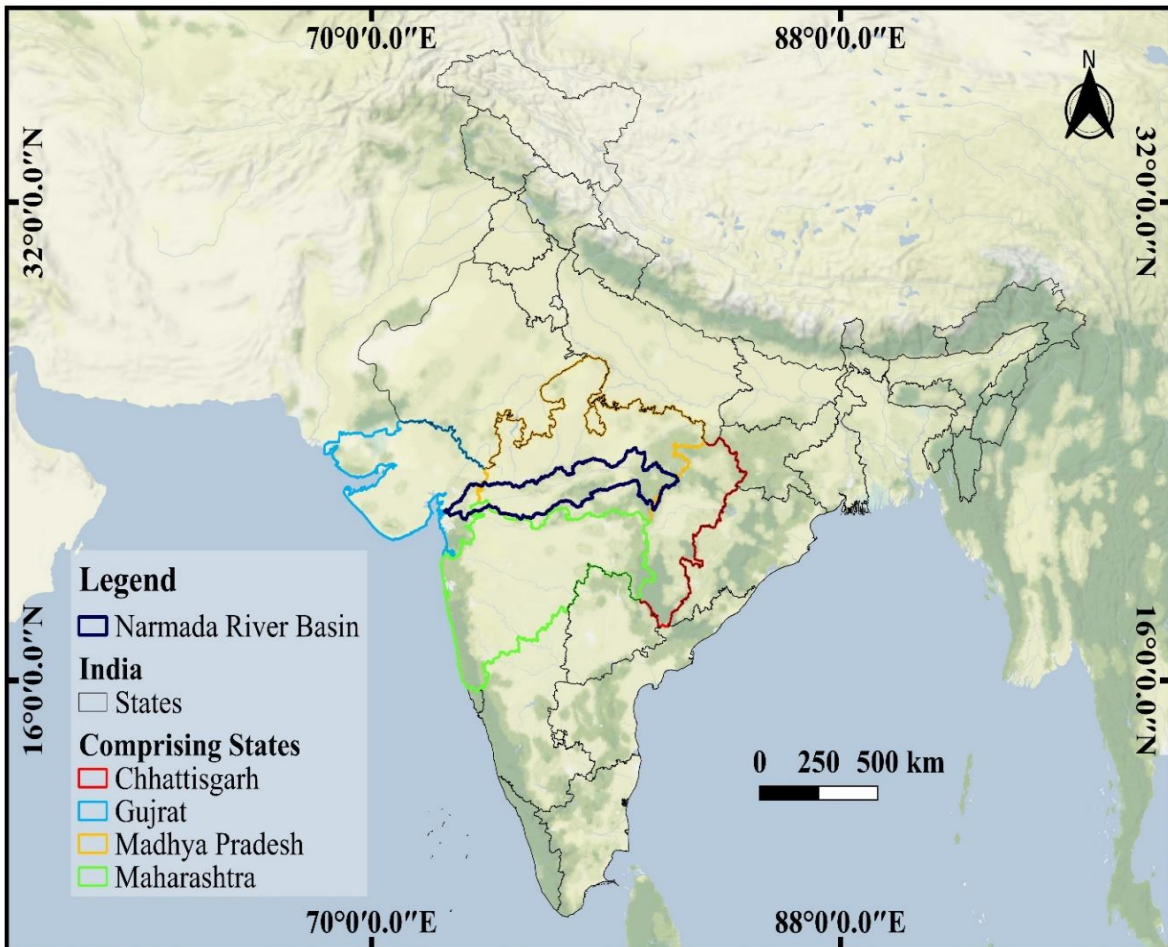 70°0′0.0″E 88°0′0.0″E
N
32°0′0.0″N 32°0′0.0″N
Legend
Narmada River Basin
India
States
Comprising States
Chhattisgarh
Gujrat
Madhya Pradesh
Maharashtra
16°0′0.0″N 16°0′0.0″N
0 250 500 km
70°0′0.0″E 88°0′0.0″E